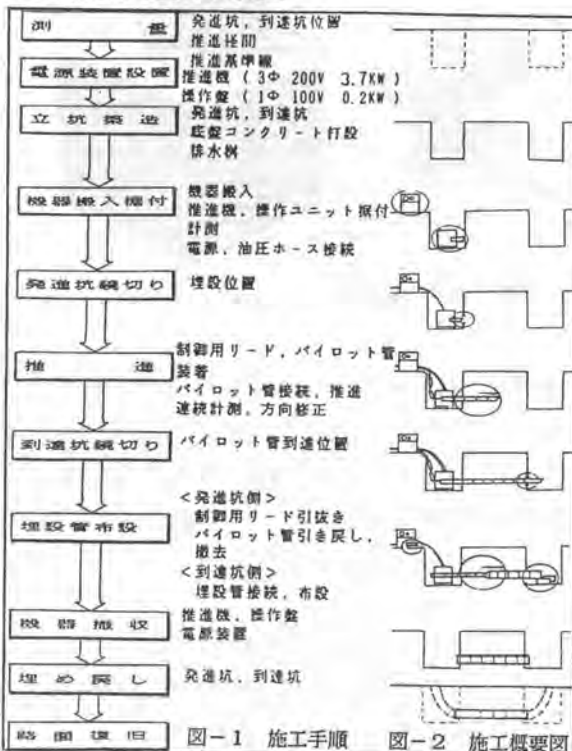 測量
発進坑，到達坑位置
推進径間
推進基準線
電源装置設置
推進機（3Φ 200V 3.7KW）
操作盤（1Φ 100V 0.2KW）
立坑築造
発進坑，到達坑
底盤コンクリート打設
排水桝
機器搬入据付
機器搬入
推進機，操作ユニット据付
計測
電源，油圧ホース接続
発進坑鏡切り
埋設位置
推進
制御用リード，パイロット管
装着
パイロット管接続，推進
連続計測，方向修正
到達坑鏡切り
パイロット管到達位置
埋設管布設
＜発進坑側＞
制御用リード引抜き
パイロット管引き戻し，
撤去
＜到達坑側＞
埋設管接続，布設
機器撤収
推進機，操作盤
電源装置
埋め戻し
発進坑，到達坑
路面復旧
図－1 施工手順
図－2 施工概要図